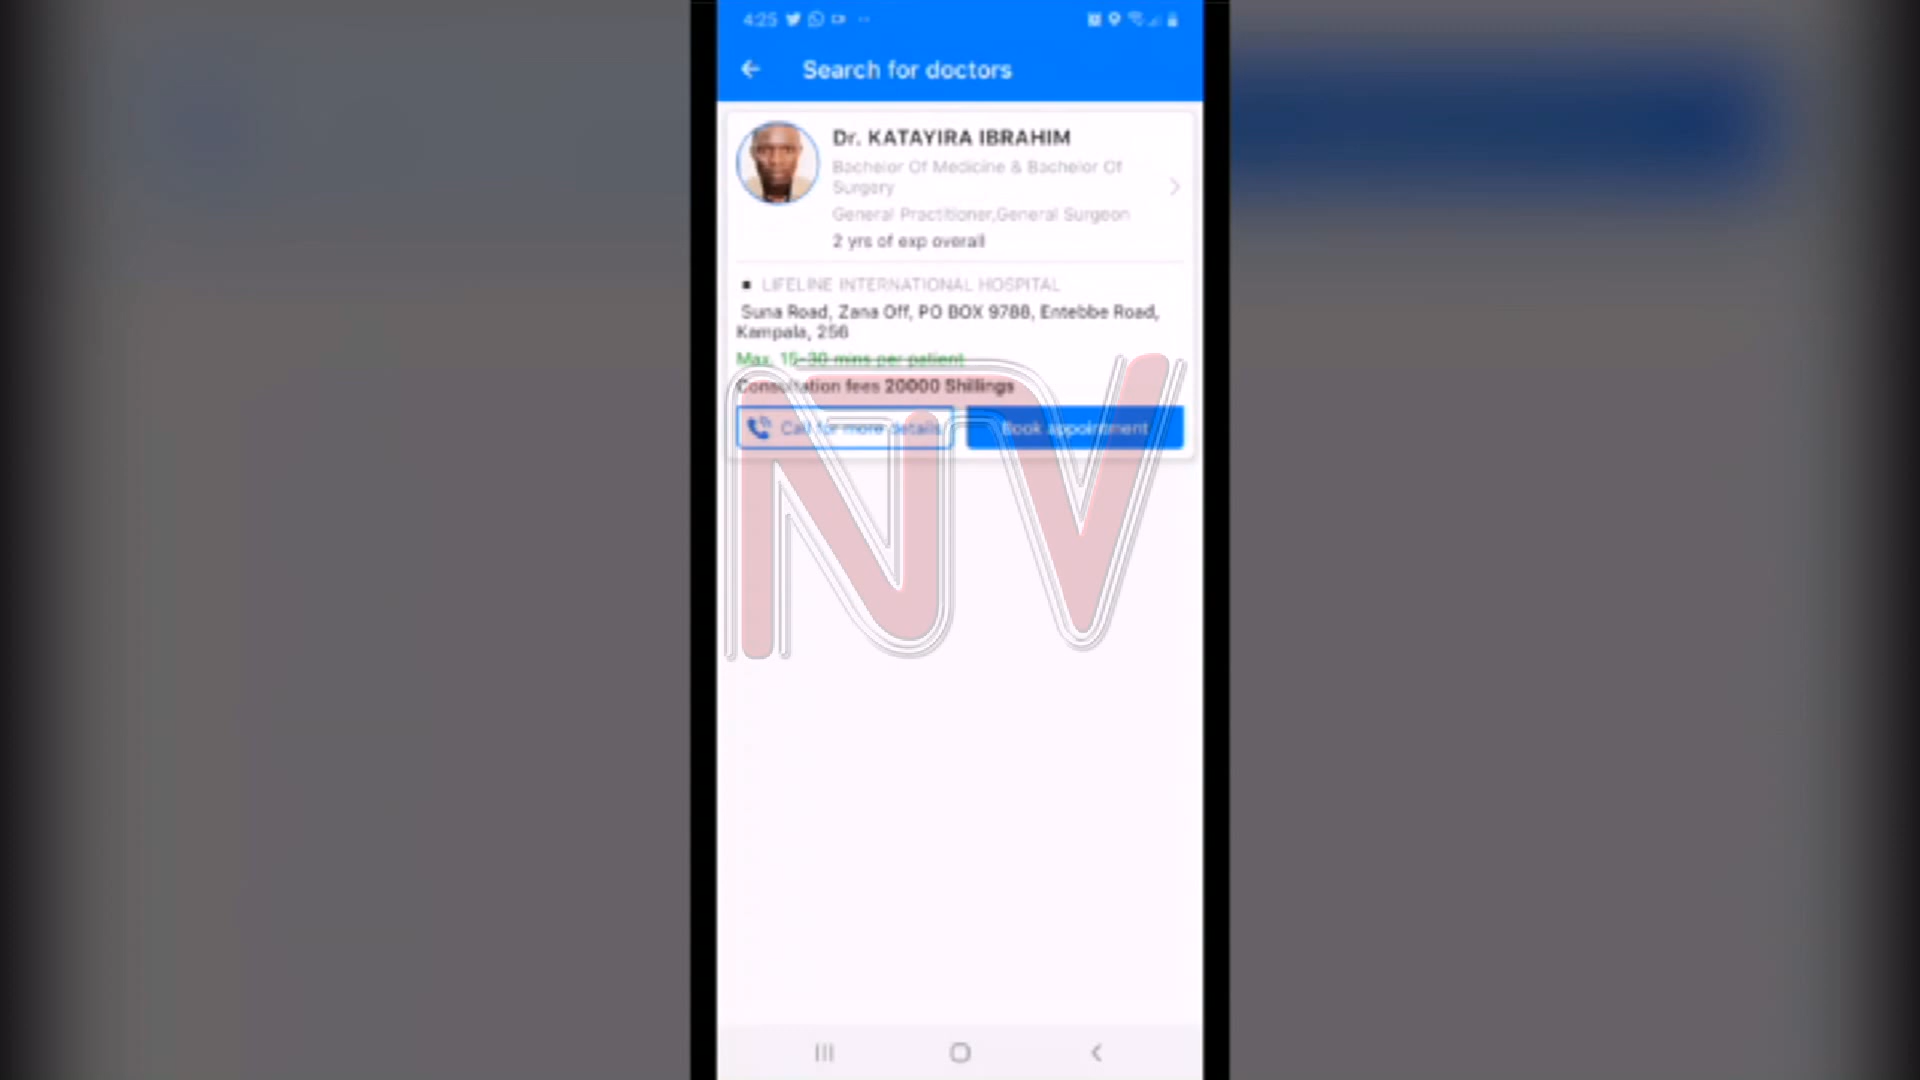 4:25
Search for doctors
Dr. KATAYIRA IBRAHIM
Bachelor Of Medicine & Bachelor Of
Surgery
General Practitioner,General Surgeon
2 yrs of exp overall
LIFELINE INTERNATIONAL HOSPITAL
Suna Road, Zana Off, PO BOX 9788, Entebbe Road,
Kampala, 256
Max. 15-30 mins per patient
Consultation fees 20000 Shillings
Call for more details
Book appointment
NV